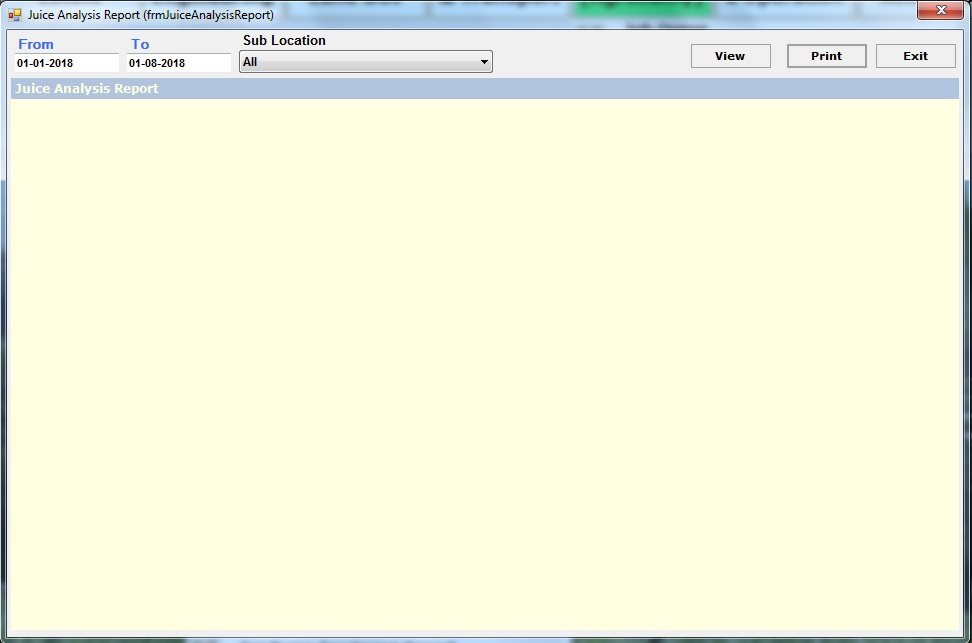 Juice Analysis Report (frmJuiceAnalysisReport)
From To Sub Location
01-01-2018 01-08-2018 All View Print Exit
Juice Analysis Report